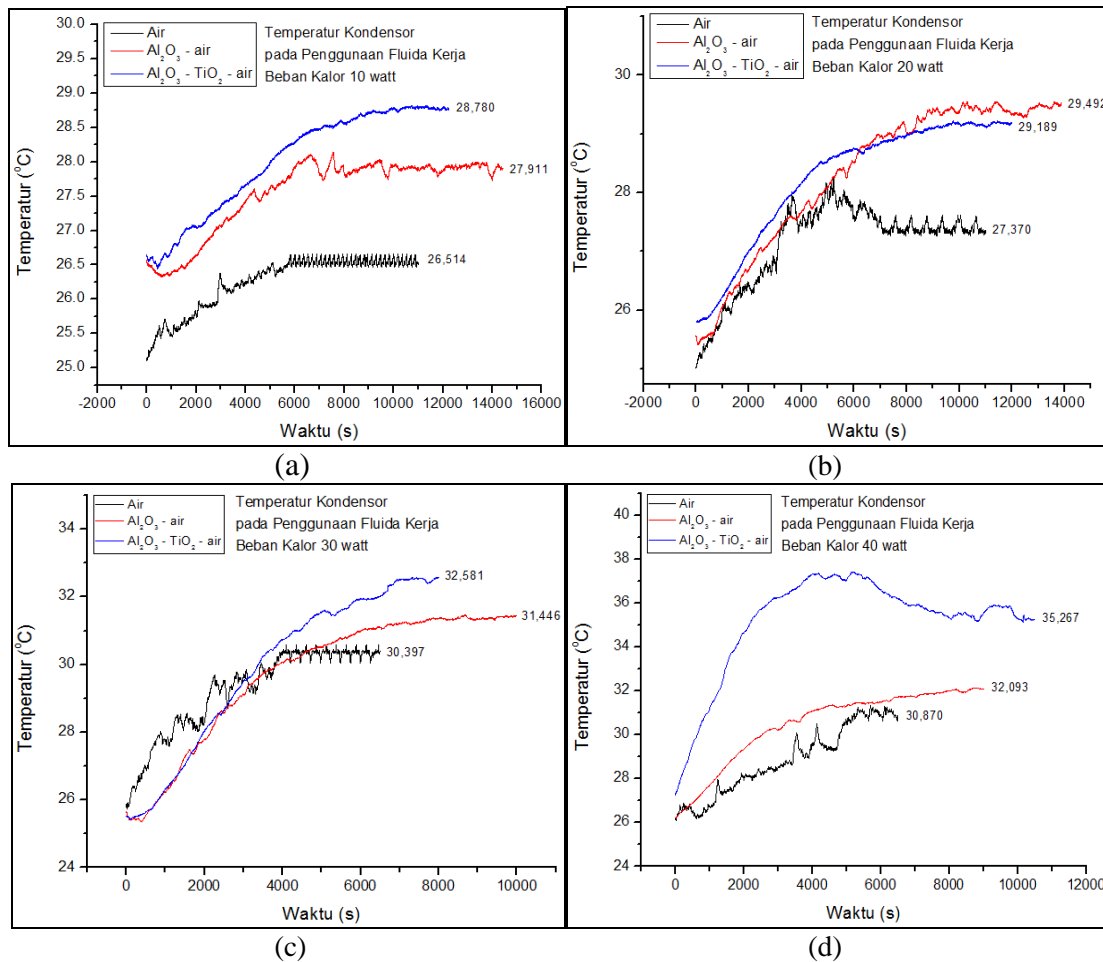 (a)
30.0
29.5
29.0
28.5
28.0
27.5
27.0
26.5
26.0
25.5
25.0
Temperatur (⁰C)
Air
Al₂O₃ - air
Al₂O₃ - TiO₂ - air
Temperatur Kondensor
pada Penggunaan Fluida Kerja
Beban Kalor 10 watt
28,780
27,911
26,514
-2000 0 2000 4000 6000 8000 10000 12000 14000 16000
Waktu (s)
(a)
(b)
31
29
28
26
Temperatur (⁰C)
Air
Al₂O₃ - air
Al₂O₃ - TiO₂ - air
Temperatur Kondensor
pada Penggunaan Fluida Kerja
Beban Kalor 20 watt
29,492
29,189
27,370
-2000 0 2000 4000 6000 8000 10000 12000 14000
Waktu (s)
(b)
34
32
30
28
26
24
Temperatur (⁰C)
Air
Al₂O₃ - air
Al₂O₃ - TiO₂ - air
Temperatur Kondensor
pada Penggunaan Fluida Kerja
Beban Kalor 30 watt
32,581
31,446
30,397
0 2000 4000 6000 8000 10000
Waktu (s)
(c)
41
40
38
36
34
32
30
28
26
24
Temperatur (⁰C)
Air
Al₂O₃ - air
Al₂O₃ - TiO₂ - air
Temperatur Kondensor
pada Penggunaan Fluida Kerja
Beban Kalor 40 watt
35,267
32,093
30,870
0 2000 4000 6000 8000 10000 12000
Waktu (s)
(d)